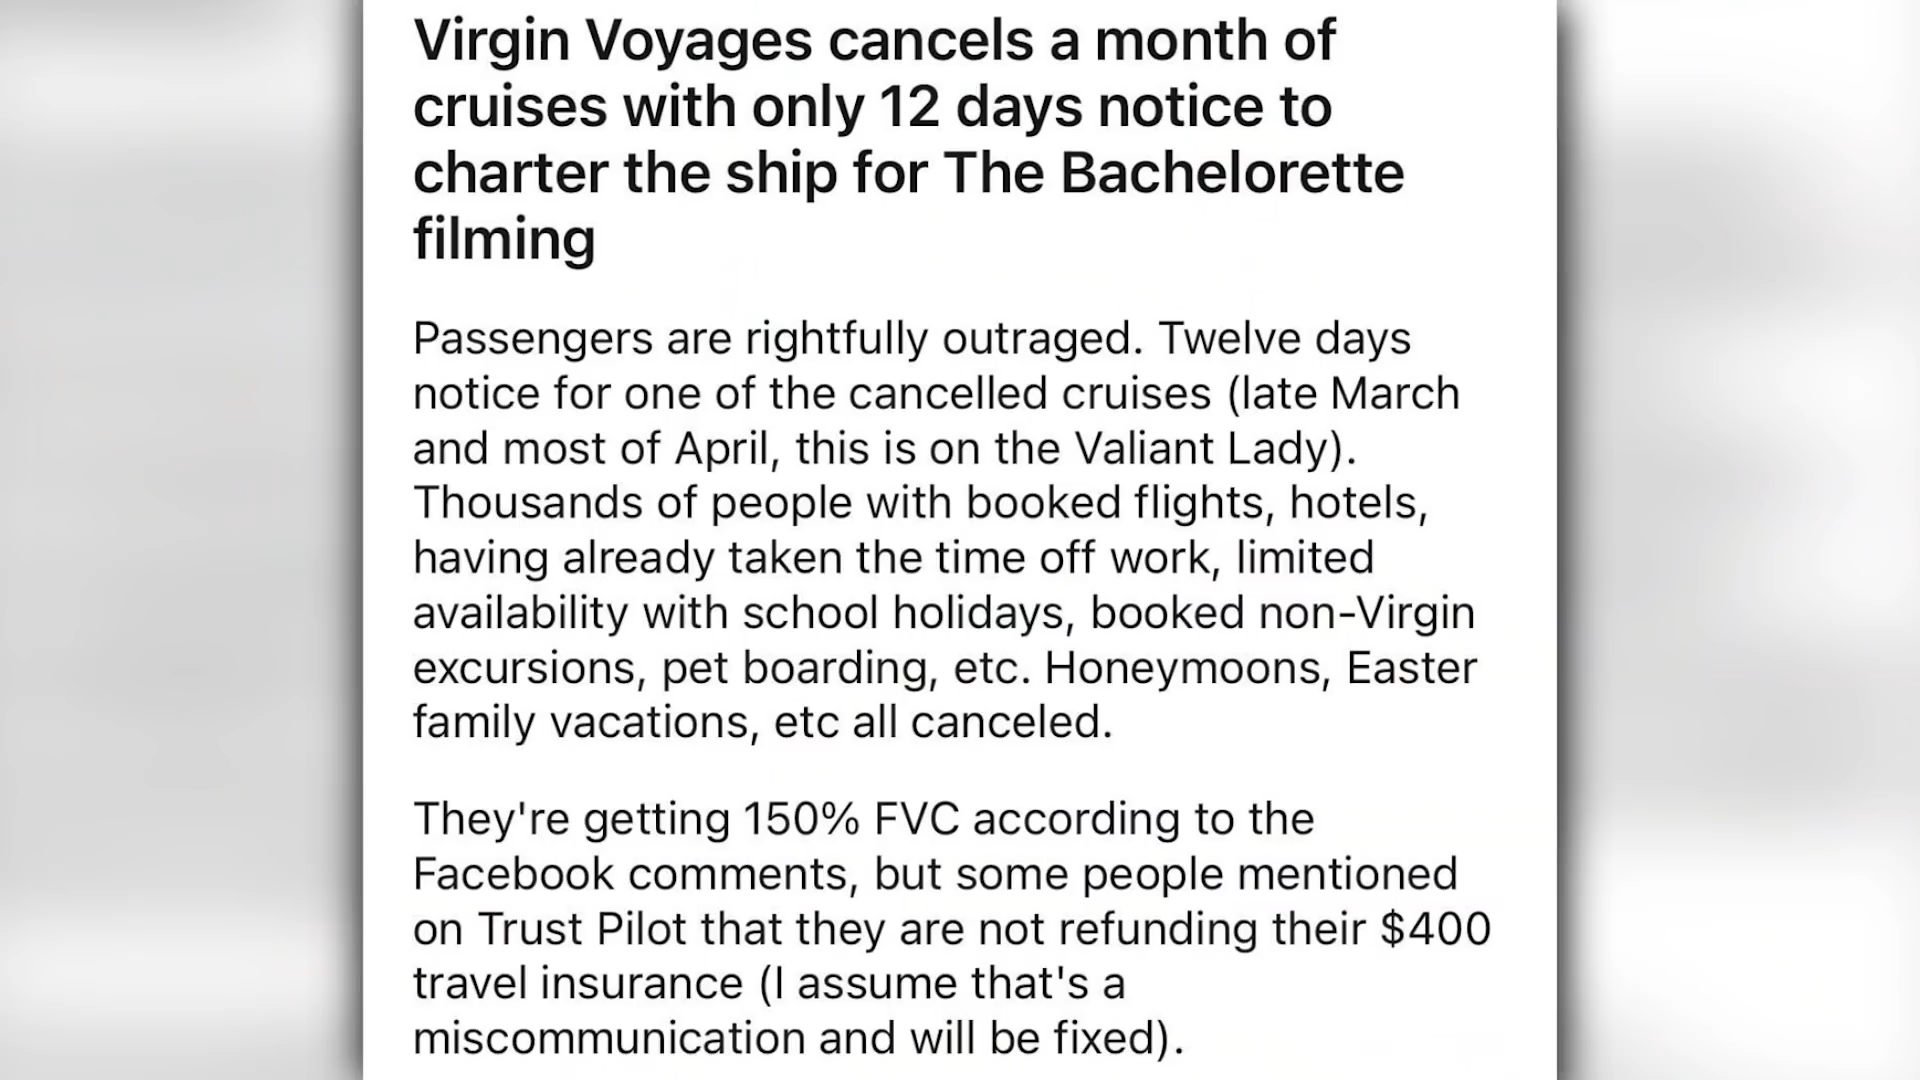 Virgin Voyages cancels a month of
cruises with only 12 days notice to
charter the ship for The Bachelorette
filming
Passengers are rightfully outraged. Twelve days
notice for one of the cancelled cruises (late March
and most of April, this is on the Valiant Lady).
Thousands of people with booked flights, hotels,
having already taken the time off work, limited
availability with school holidays, booked non-Virgin
excursions, pet boarding, etc. Honeymoons, Easter
family vacations, etc all canceled.
They're getting 150% FVC according to the
Facebook comments, but some people mentioned
on Trust Pilot that they are not refunding their $400
travel insurance (I assume that's a
miscommunication and will be fixed).